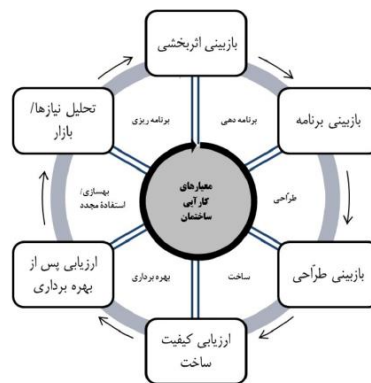 بازبینی اثربخشی
تحلیل نیازها/
بازار
برنامه ریزی
برنامه دهی
بازبینی برنامه
معیارهای
کارآیی
ساختمان
بهسازی/
استفادهٔ مجدد
طرّاحی
ارزیابی پس از
بهره برداری
بهره برداری
ساخت
بازبینی طرّاحی
ارزیابی کیفیت
ساخت